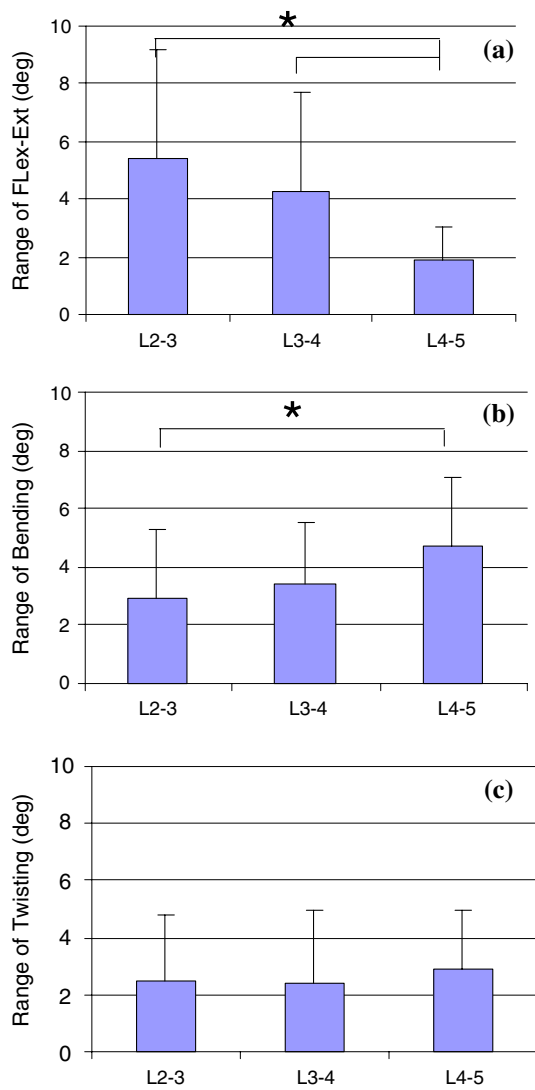 10
8
6
4
2
0
Range of FLex-Ext (deg)
*
(a)
L2-3
L3-4
L4-5
10
8
6
4
2
0
Range of Bending (deg)
*
(b)
L2-3
L3-4
L4-5
10
8
6
4
2
0
Range of Twisting (deg)
(c)
L2-3
L3-4
L4-5